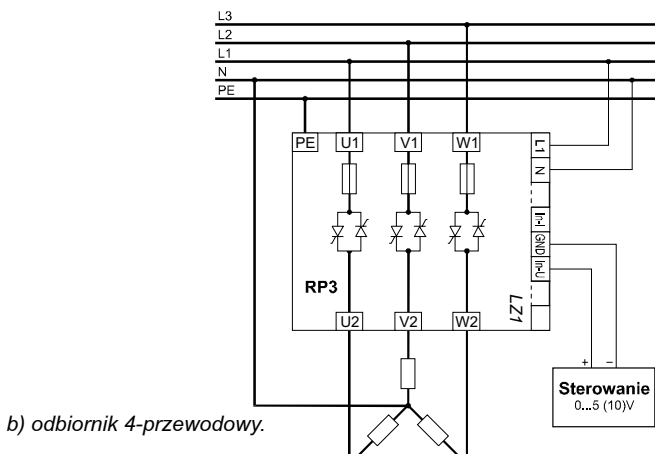 L3
L2
L1
N
PE
PE U1 V1 W1
L1
N
In-I
GND
In-U
RP3
LZ1
U2 V2 W2
+ –
Sterowanie
0...5 (10)V
b) odbiornik 4-przewodowy.